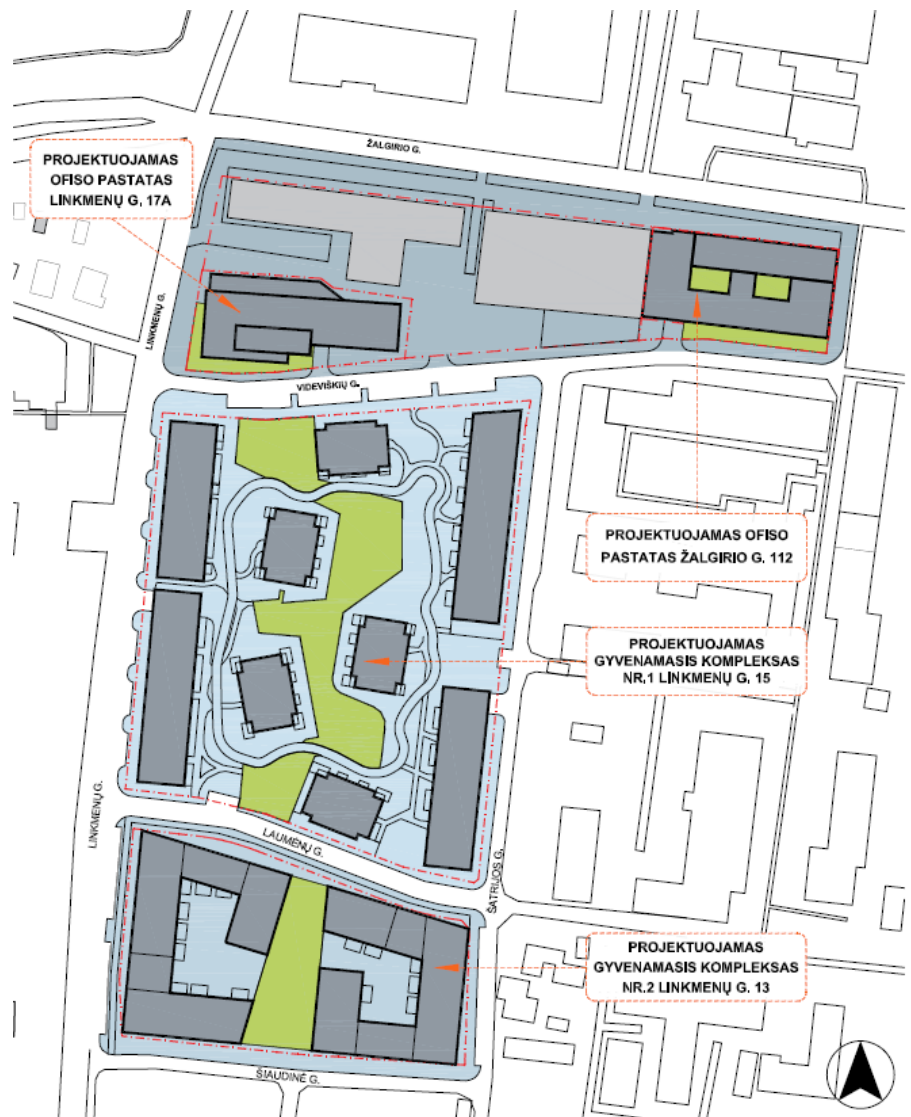 ŽALGIRIO G.
PROJEKTUOJAMAS
OFISO PASTATAS
LINKMENŲ G. 17A
LINKMENŲ G.
VIDEVIŠKIŲ G.
PROJEKTUOJAMAS OFISO
PASTATAS ŽALGIRIO G. 112
PROJEKTUOJAMAS
GYVENAMASIS KOMPLEKSAS
NR.1 LINKMENŲ G. 15
LINKMENŲ G.
LAUMĖNŲ G.
ŠATRIJOS G.
PROJEKTUOJAMAS
GYVENAMASIS KOMPLEKSAS
NR.2 LINKMENŲ G. 13
ŠIAUDINĖ G.